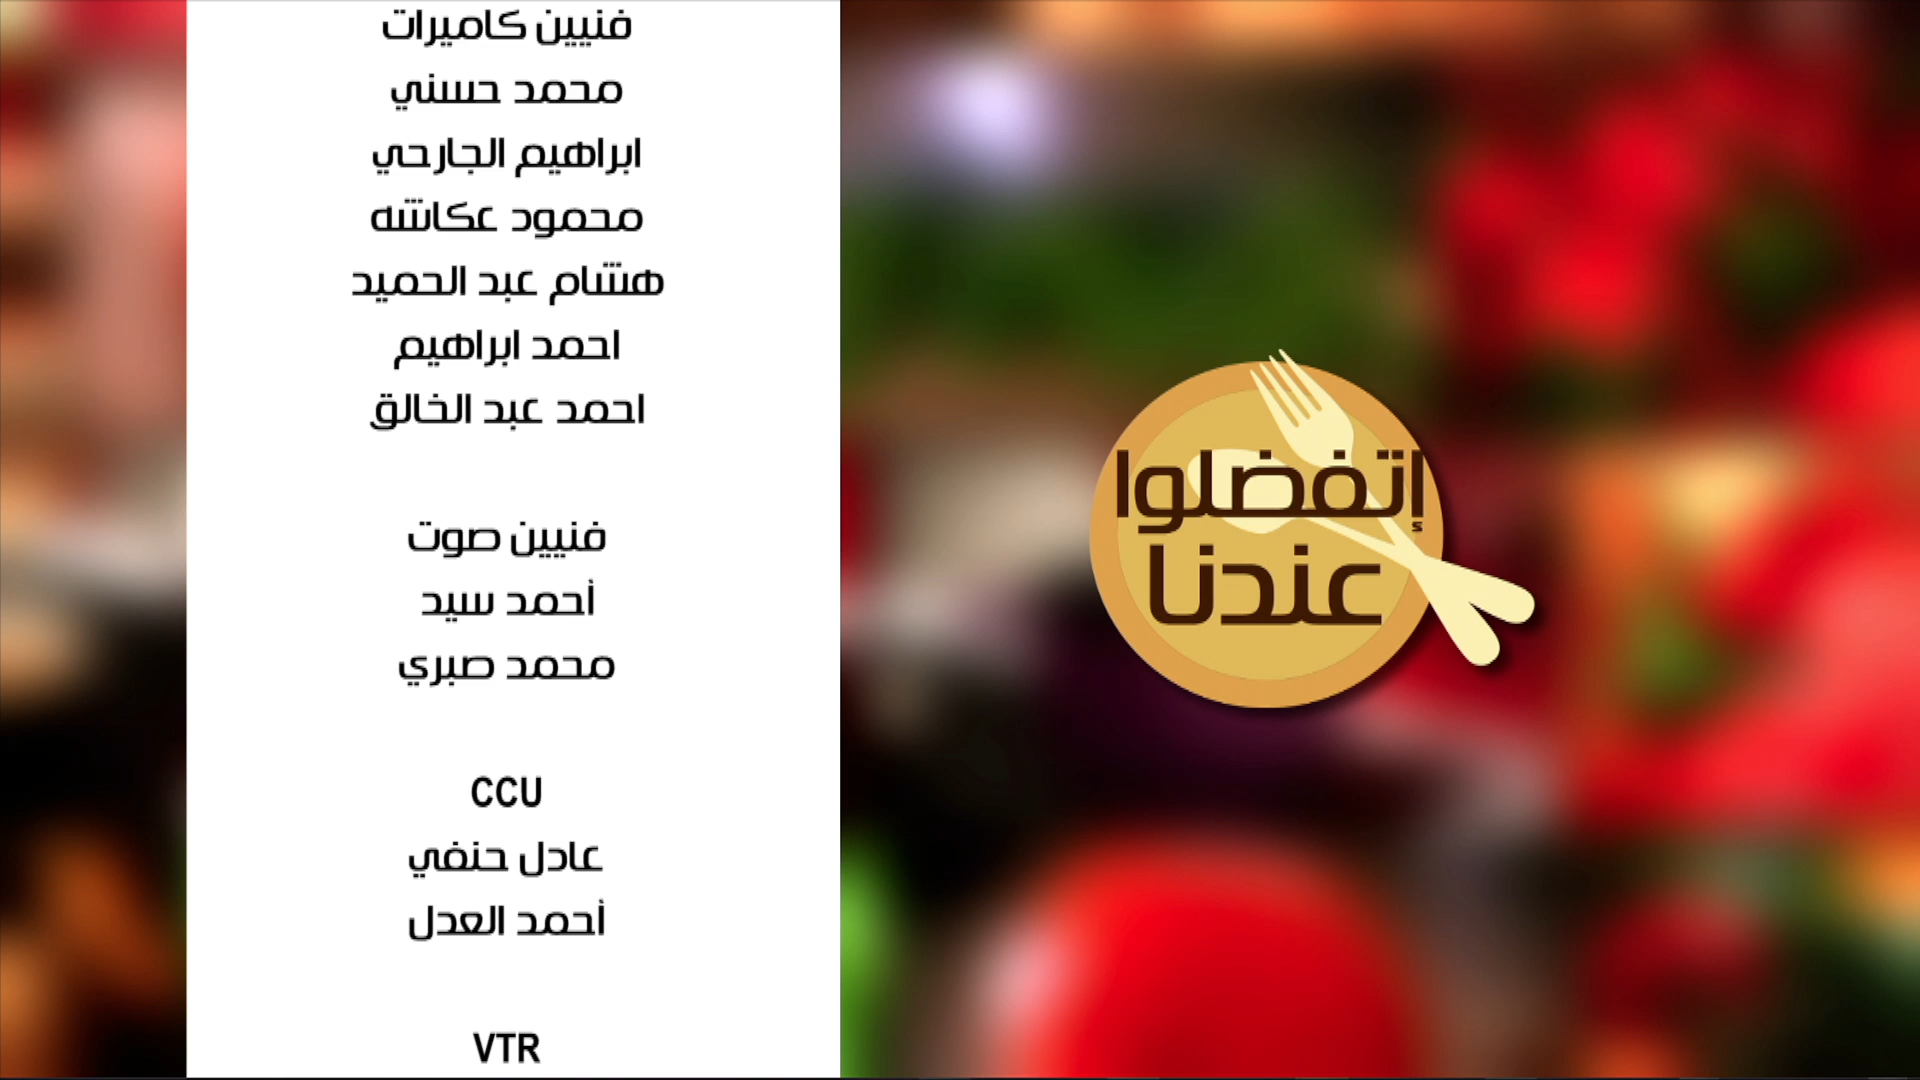 فنيين كاميرات
محمد حسني
ابراهيم الجارحي
محمود عكاشه
هشام عبد الحميد
احمد ابراهيم
احمد عبد الخالق
فنيين صوت
أحمد سيد
محمد صبري
CCU
عادل حنفي
أحمد العدل
VTR
إتفضلوا
عندنا